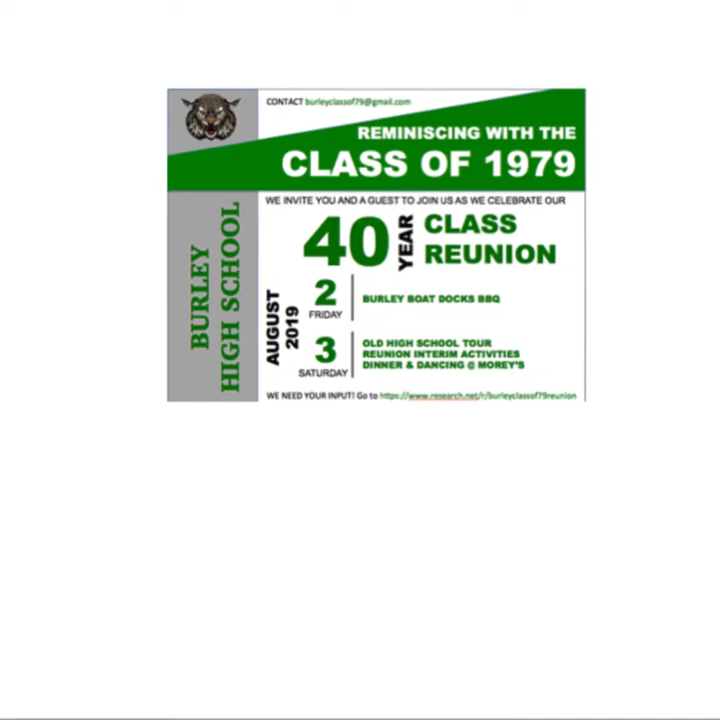 CONTACT burleyclassof79@gmail.com
REMINISCING WITH THE
CLASS OF 1979
BURLEY
HIGH SCHOOL
WE INVITE YOU AND A GUEST TO JOIN US AS WE CELEBRATE OUR
40 YEAR CLASS
REUNION
AUGUST
2019
2
FRIDAY
BURLEY BOAT DOCKS BBQ
3
SATURDAY
OLD HIGH SCHOOL TOUR
REUNION INTERIM ACTIVITIES
DINNER & DANCING @ MOREY'S
WE NEED YOUR INPUT! Go to https://www.research.net/r/burleyclassof79reunion